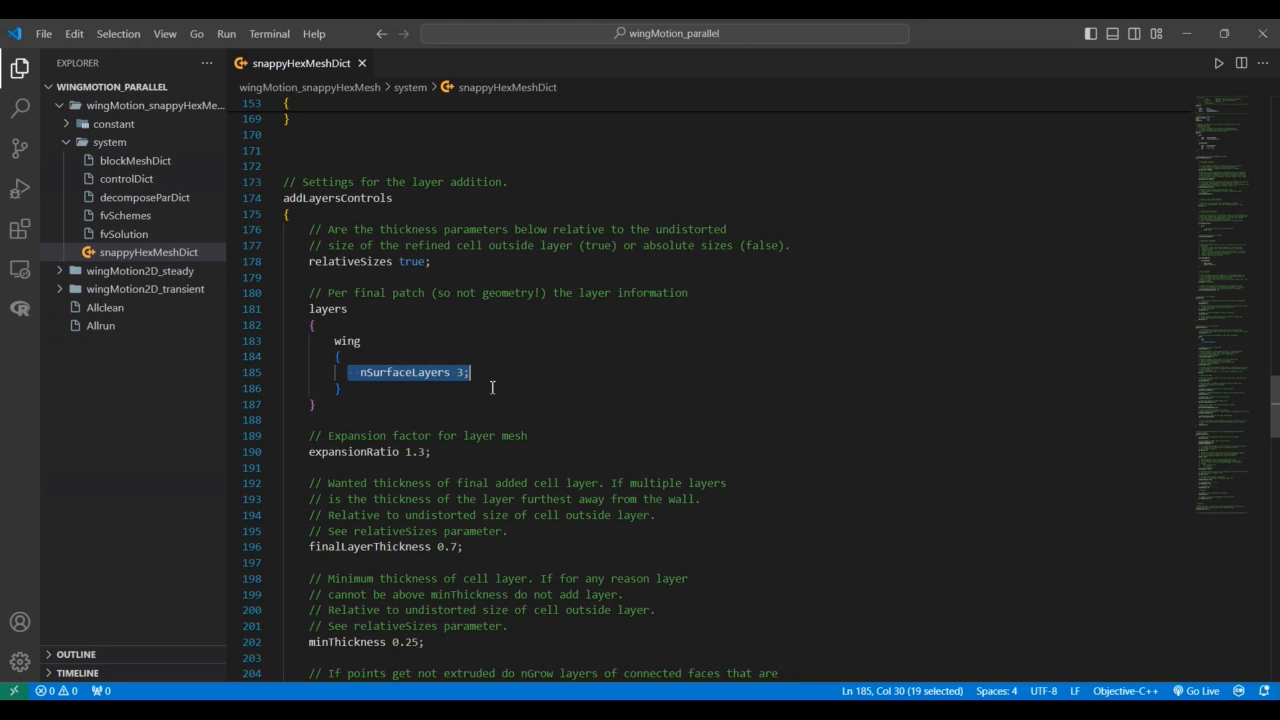 File Edit Selection View Go Run Terminal Help
wingMotion_parallel
EXPLORER
snappyHexMeshDict
WINGMOTION_PARALLEL
wingMotion_snappyHexMe...
constant
system
blockMeshDict
controlDict
decomposeParDict
fvSchemes
fvSolution
snappyHexMeshDict
wingMotion2D_steady
wingMotion2D_transient
Allclean
Allrun
OUTLINE
TIMELINE
wingMotion_snappyHexMesh > system > snappyHexMeshDict
153 {
169 }
170
171
172
173 // Settings for the layer addition.
174 addLayersControls
175 {
176 // Are the thickness parameters below relative to the undistorted
177 // size of the refined cell outside layer (true) or absolute sizes (false).
178 relativeSizes true;
179
180 // Per final patch (so not geometry!) the layer information
181 layers
182 {
183 wing
184 {
185 nSurfaceLayers 3;
186 }
187 }
188
189 // Expansion factor for layer mesh
190 expansionRatio 1.3;
191
192 // Wanted thickness of final added cell layer. If multiple layers
193 // is the thickness of the layer furthest away from the wall.
194 // Relative to undistorted size of cell outside layer.
195 // See relativeSizes parameter.
196 finalLayerThickness 0.7;
197
198 // Minimum thickness of cell layer. If for any reason layer
199 // cannot be above minThickness do not add layer.
200 // Relative to undistorted size of cell outside layer.
201 // See relativeSizes parameter.
202 minThickness 0.25;
203
204 // If points get not extruded do nGrow layers of connected faces that are
0 0 0 Ln 185, Col 30 (19 selected) Spaces: 4 UTF-8 LF Objective-C++ Go Live